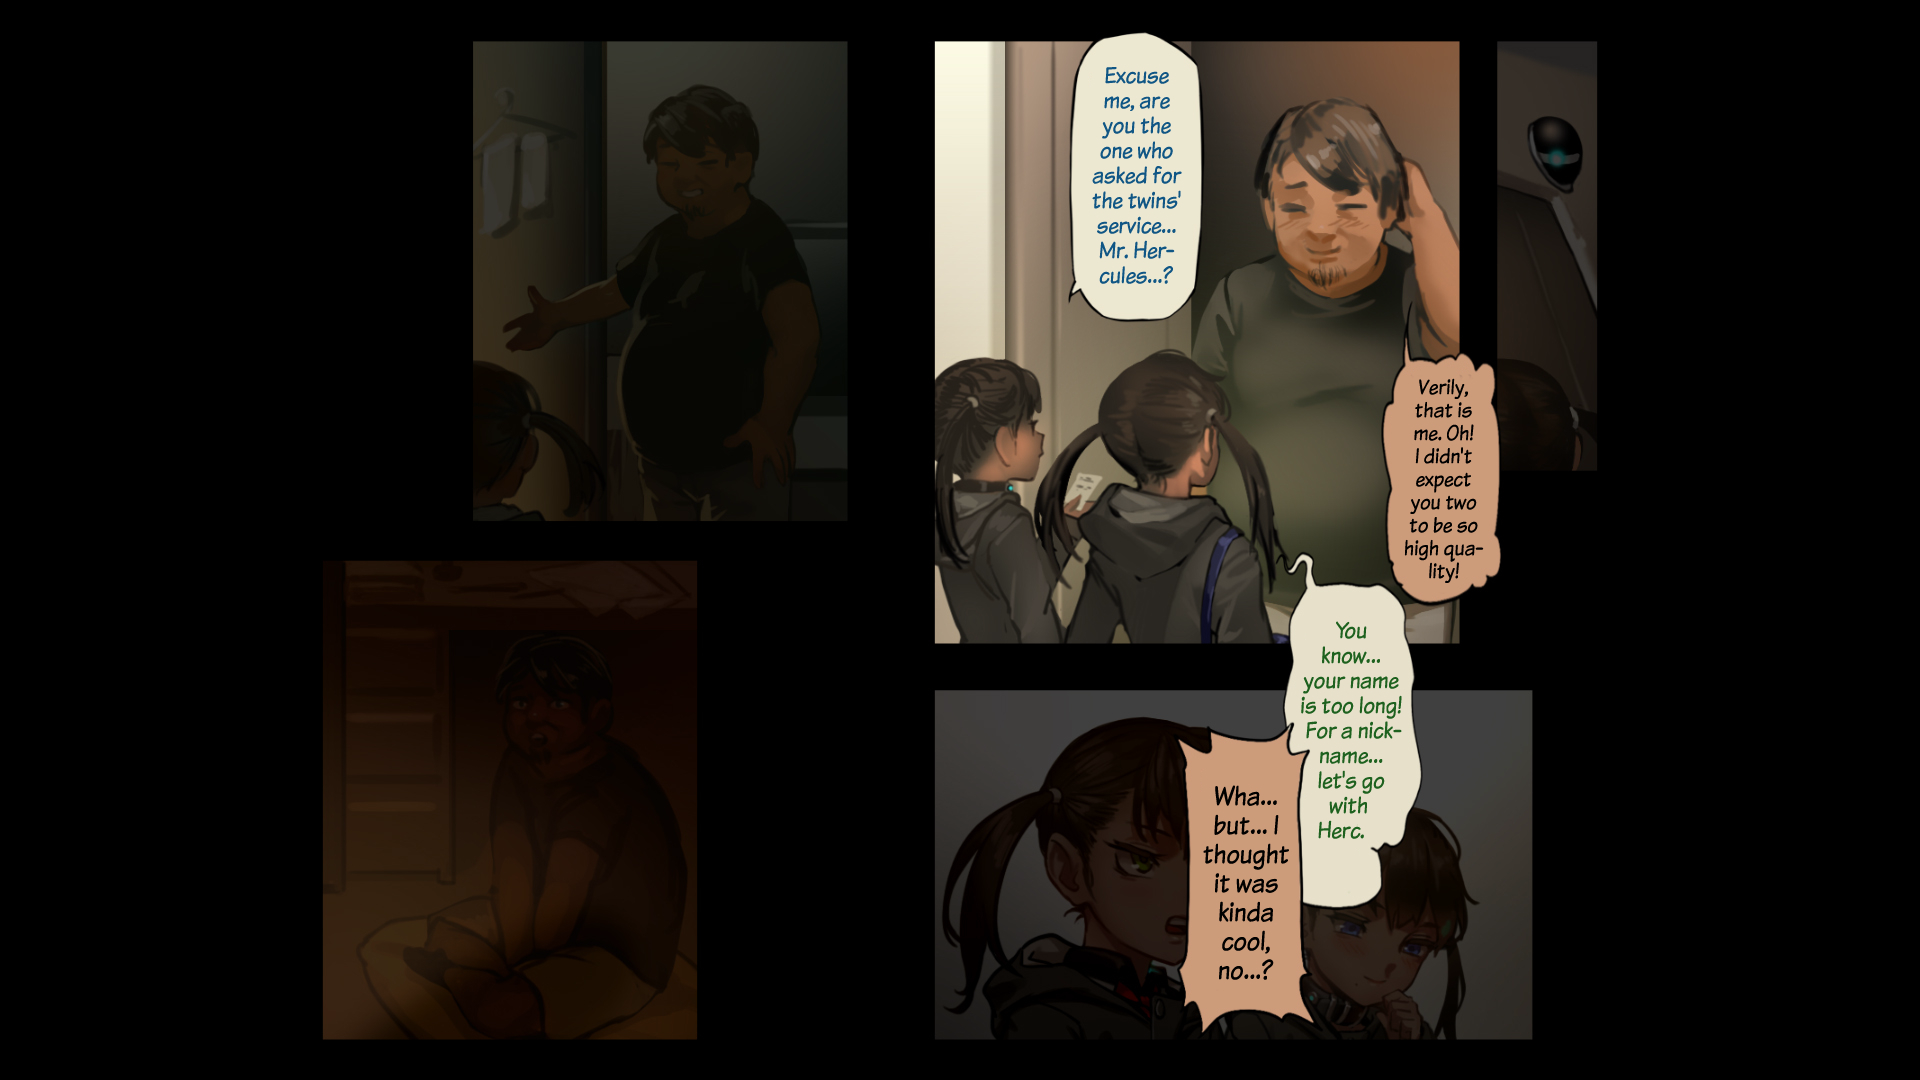 Excuse
me, are
you the
one who
asked for
the twins'
service...
Mr. Her-
cules...?
Verily,
that is
me. Oh!
I didn't
expect
you two
to be so
high qua-
lity!
You
know...
your name
is too long!
For a nick-
name...
let's go
with
Herc.
Wha...
but... I
thought
it was
kinda
cool,
no...?